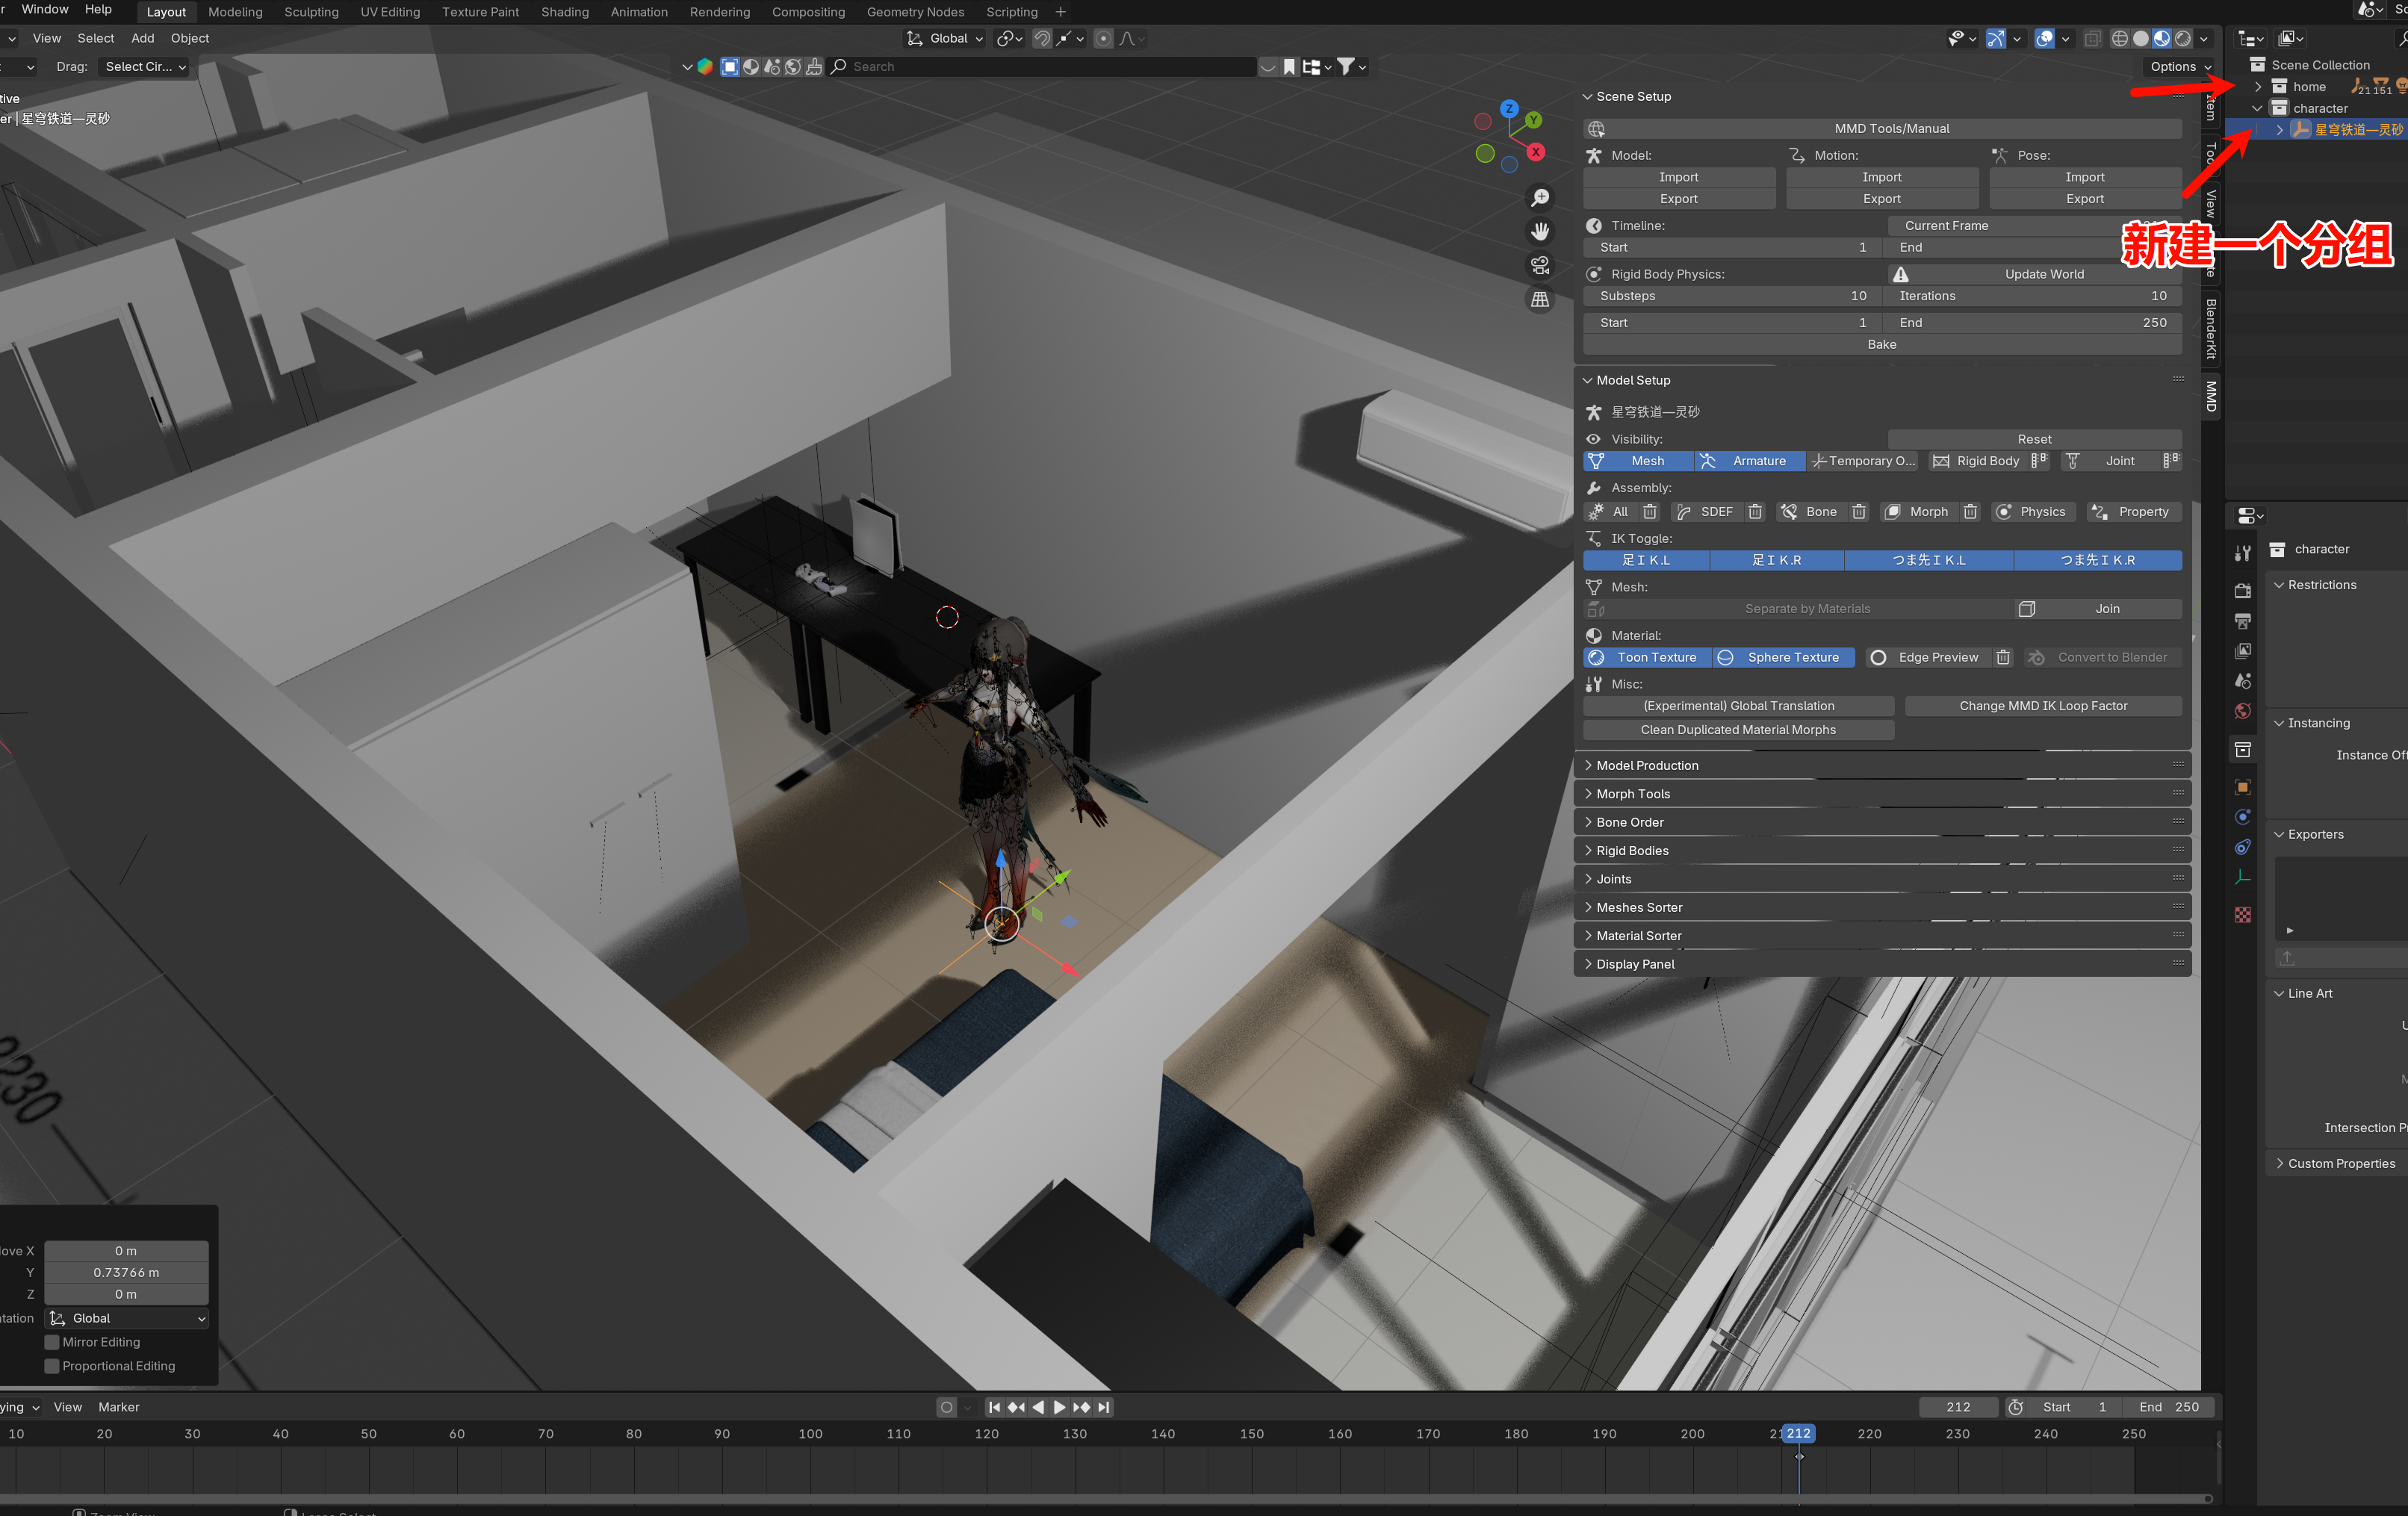 Window Help Layout Modeling Sculpting UV Editing Texture Paint Shading Animation Rendering Compositing Geometry Nodes Scripting +
View Select Add Object Global
Drag: Select Cir... Search Options
Scene Collection
home 21 151
character
星穹铁道—灵砂
tive
er | 星穹铁道—灵砂
新建一个分组
Z
Y
X
Scene Setup
MMD Tools/Manual
Model: Motion: Pose:
Import Import Import
Export Export Export
Timeline: Current Frame
Start 1 End
Rigid Body Physics: Update World
Substeps 10 Iterations 10
Start 1 End 250
Bake
Model Setup
星穹铁道—灵砂
Visibility: Reset
Mesh Armature Temporary O... Rigid Body Joint
Assembly:
All SDEF Bone Morph Physics Property
IK Toggle:
足ＩＫ.L 足ＩＫ.R つま先ＩＫ.L つま先ＩＫ.R
Mesh:
Separate by Materials Join
Material:
Toon Texture Sphere Texture Edge Preview Convert to Blender
Misc:
(Experimental) Global Translation Change MMD IK Loop Factor
Clean Duplicated Material Morphs
Model Production
Morph Tools
Bone Order
Rigid Bodies
Joints
Meshes Sorter
Material Sorter
Display Panel
Item
View
BlenderKit
MMD
character
Restrictions
Instancing
Instance Of
Exporters
Line Art
Intersection P
Custom Properties
ove X 0 m
Y 0.73766 m
Z 0 m
ntation Global
Mirror Editing
Proportional Editing
ying View Marker 212 Start 1 End 250
10 20 30 40 50 60 70 80 90 100 110 120 130 140 150 160 170 180 190 200 212 220 230 240 250